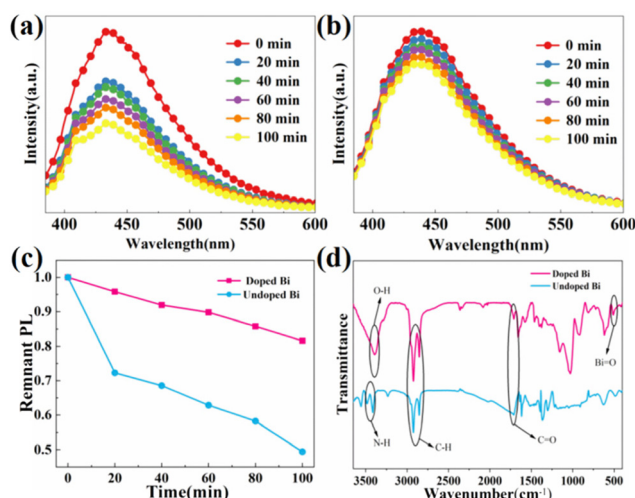 (a)
0 min
20 min
40 min
60 min
80 min
100 min
Intensity(a.u.)
400 450 500 550 600
Wavelength(nm)
(b)
0 min
20 min
40 min
60 min
80 min
100 min
Intensity(a.u.)
400 450 500 550 600
Wavelength(nm)
(c)
Doped Bi
Undoped Bi
1.0
0.9
0.8
0.7
0.6
0.5
Remnant PL
0 20 40 60 80 100
Time(min)
(d)
Doped Bi
Undoped Bi
O-H
Bi=O
N-H
C-H
C=O
Transmittance
3500 3000 2500 2000 1500 1000 500
Wavenumber(cm-1)